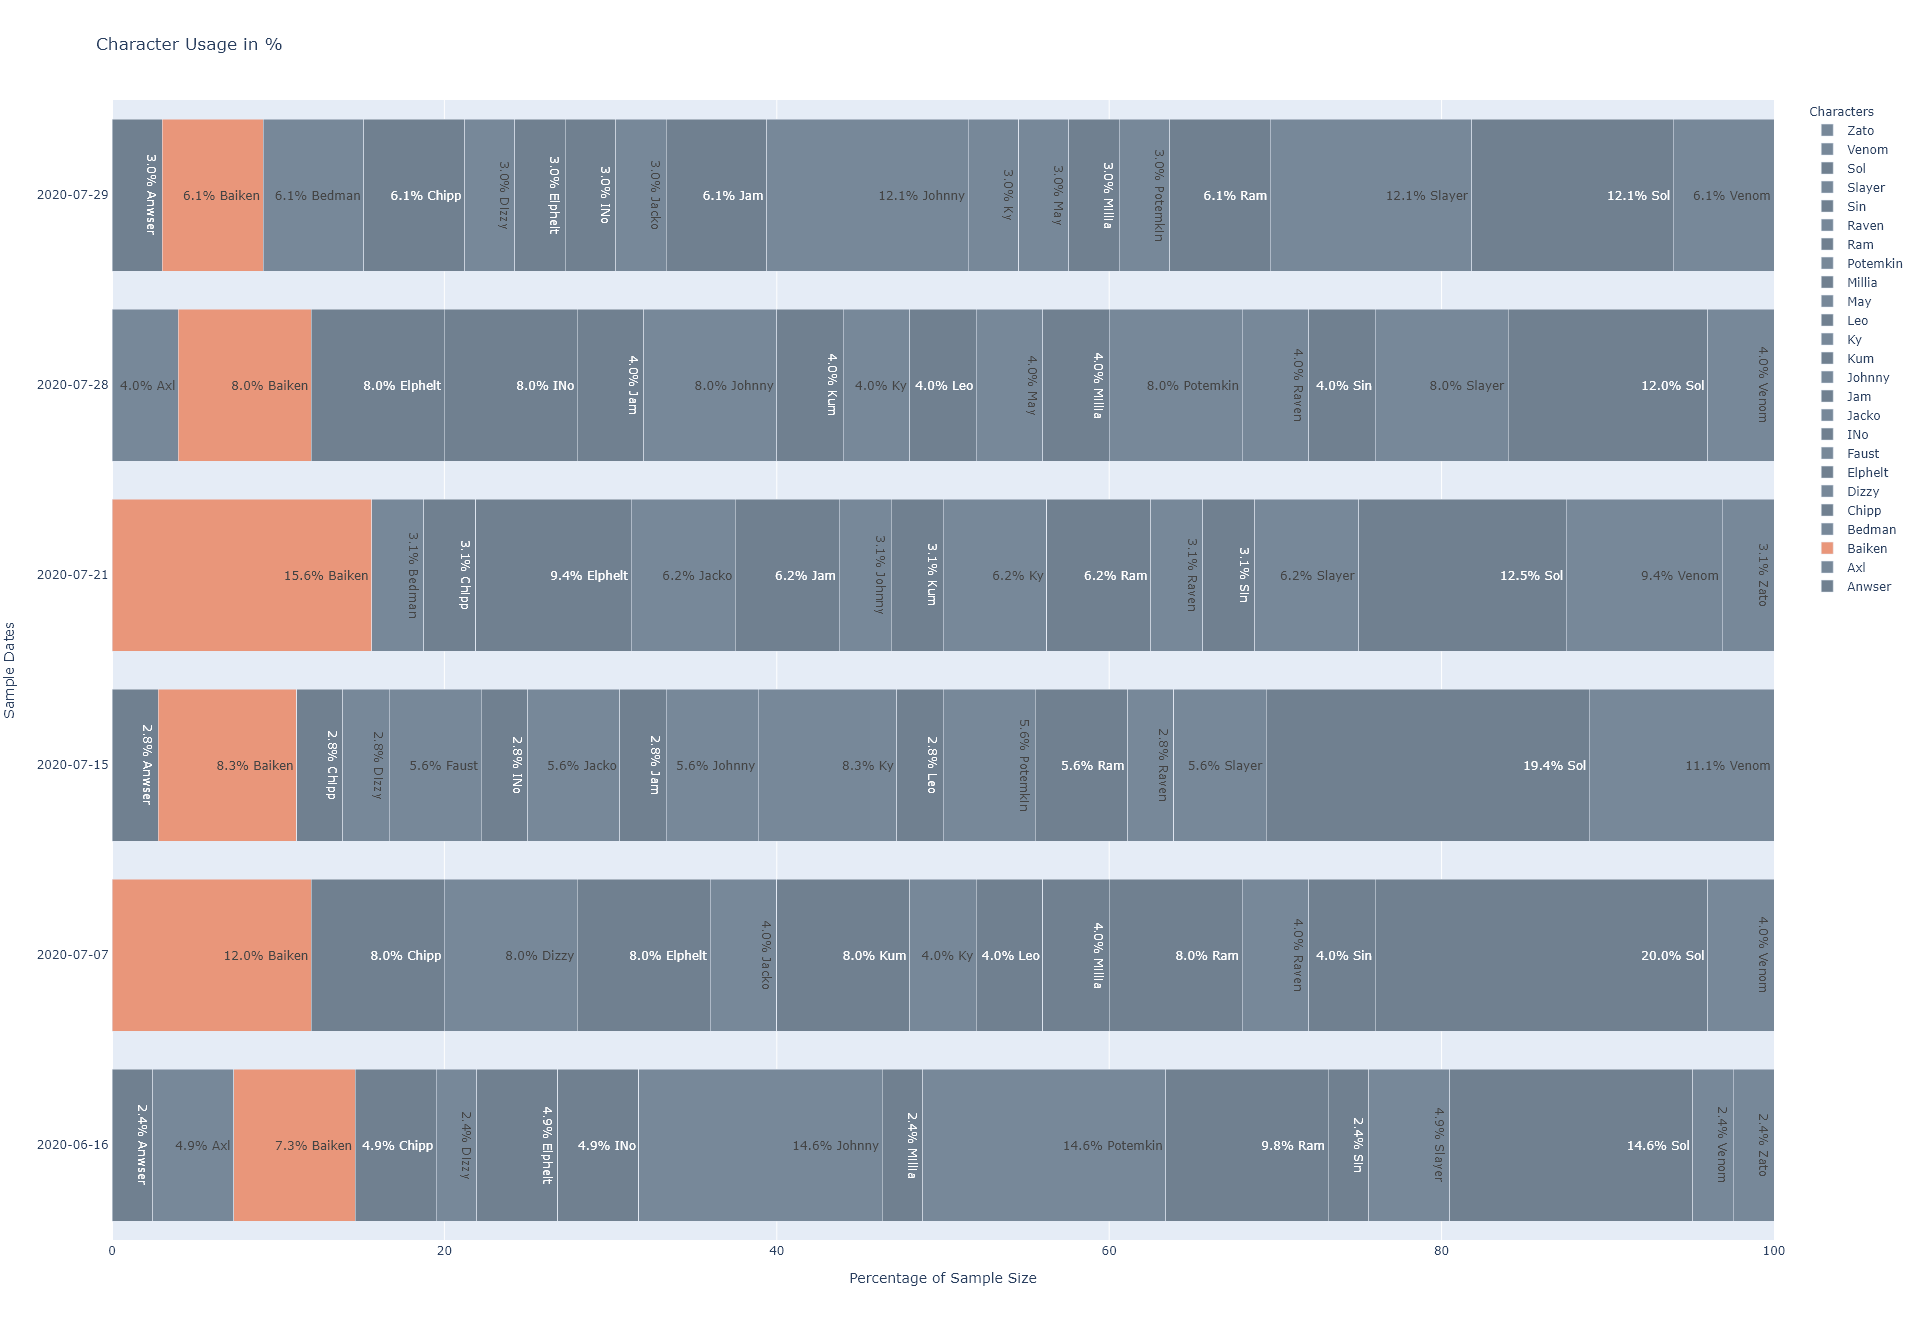 Character Usage in %
2020-07-29
3.0% Anwser
6.1% Baiken
6.1% Bedman
6.1% Chipp
3.0% Dizzy
3.0% Elphelt
3.0% INo
3.0% Jacko
6.1% Jam
12.1% Johnny
3.0% Ky
3.0% May
3.0% Millia
3.0% Potemkin
6.1% Ram
12.1% Slayer
12.1% Sol
6.1% Venom
2020-07-28
4.0% Axl
8.0% Baiken
8.0% Elphelt
8.0% INo
4.0% Jam
8.0% Johnny
4.0% Kum
4.0% Ky
4.0% Leo
4.0% May
4.0% Millia
8.0% Potemkin
4.0% Raven
4.0% Sin
8.0% Slayer
12.0% Sol
4.0% Venom
2020-07-21
15.6% Baiken
3.1% Bedman
3.1% Chipp
9.4% Elphelt
6.2% Jacko
6.2% Jam
3.1% Johnny
3.1% Kum
6.2% Ky
6.2% Ram
3.1% Raven
3.1% Sin
6.2% Slayer
12.5% Sol
9.4% Venom
3.1% Zato
2020-07-15
2.8% Anwser
8.3% Baiken
2.8% Chipp
2.8% Dizzy
5.6% Faust
2.8% INo
5.6% Jacko
2.8% Jam
5.6% Johnny
8.3% Ky
2.8% Leo
5.6% Potemkin
5.6% Ram
2.8% Raven
5.6% Slayer
19.4% Sol
11.1% Venom
2020-07-07
12.0% Baiken
8.0% Chipp
8.0% Dizzy
8.0% Elphelt
4.0% Jacko
8.0% Kum
4.0% Ky
4.0% Leo
4.0% Millia
8.0% Ram
4.0% Raven
4.0% Sin
20.0% Sol
4.0% Venom
2020-06-16
2.4% Anwser
4.9% Axl
7.3% Baiken
4.9% Chipp
2.4% Dizzy
4.9% Elphelt
4.9% INo
14.6% Johnny
2.4% Millia
14.6% Potemkin
9.8% Ram
2.4% Sin
4.9% Slayer
14.6% Sol
2.4% Venom
2.4% Zato
0
20
40
60
80
100
Percentage of Sample Size
Sample Dates
Characters
Zato
Venom
Sol
Slayer
Sin
Raven
Ram
Potemkin
Millia
May
Leo
Ky
Kum
Johnny
Jam
Jacko
INo
Faust
Elphelt
Dizzy
Chipp
Bedman
Baiken
Axl
Anwser